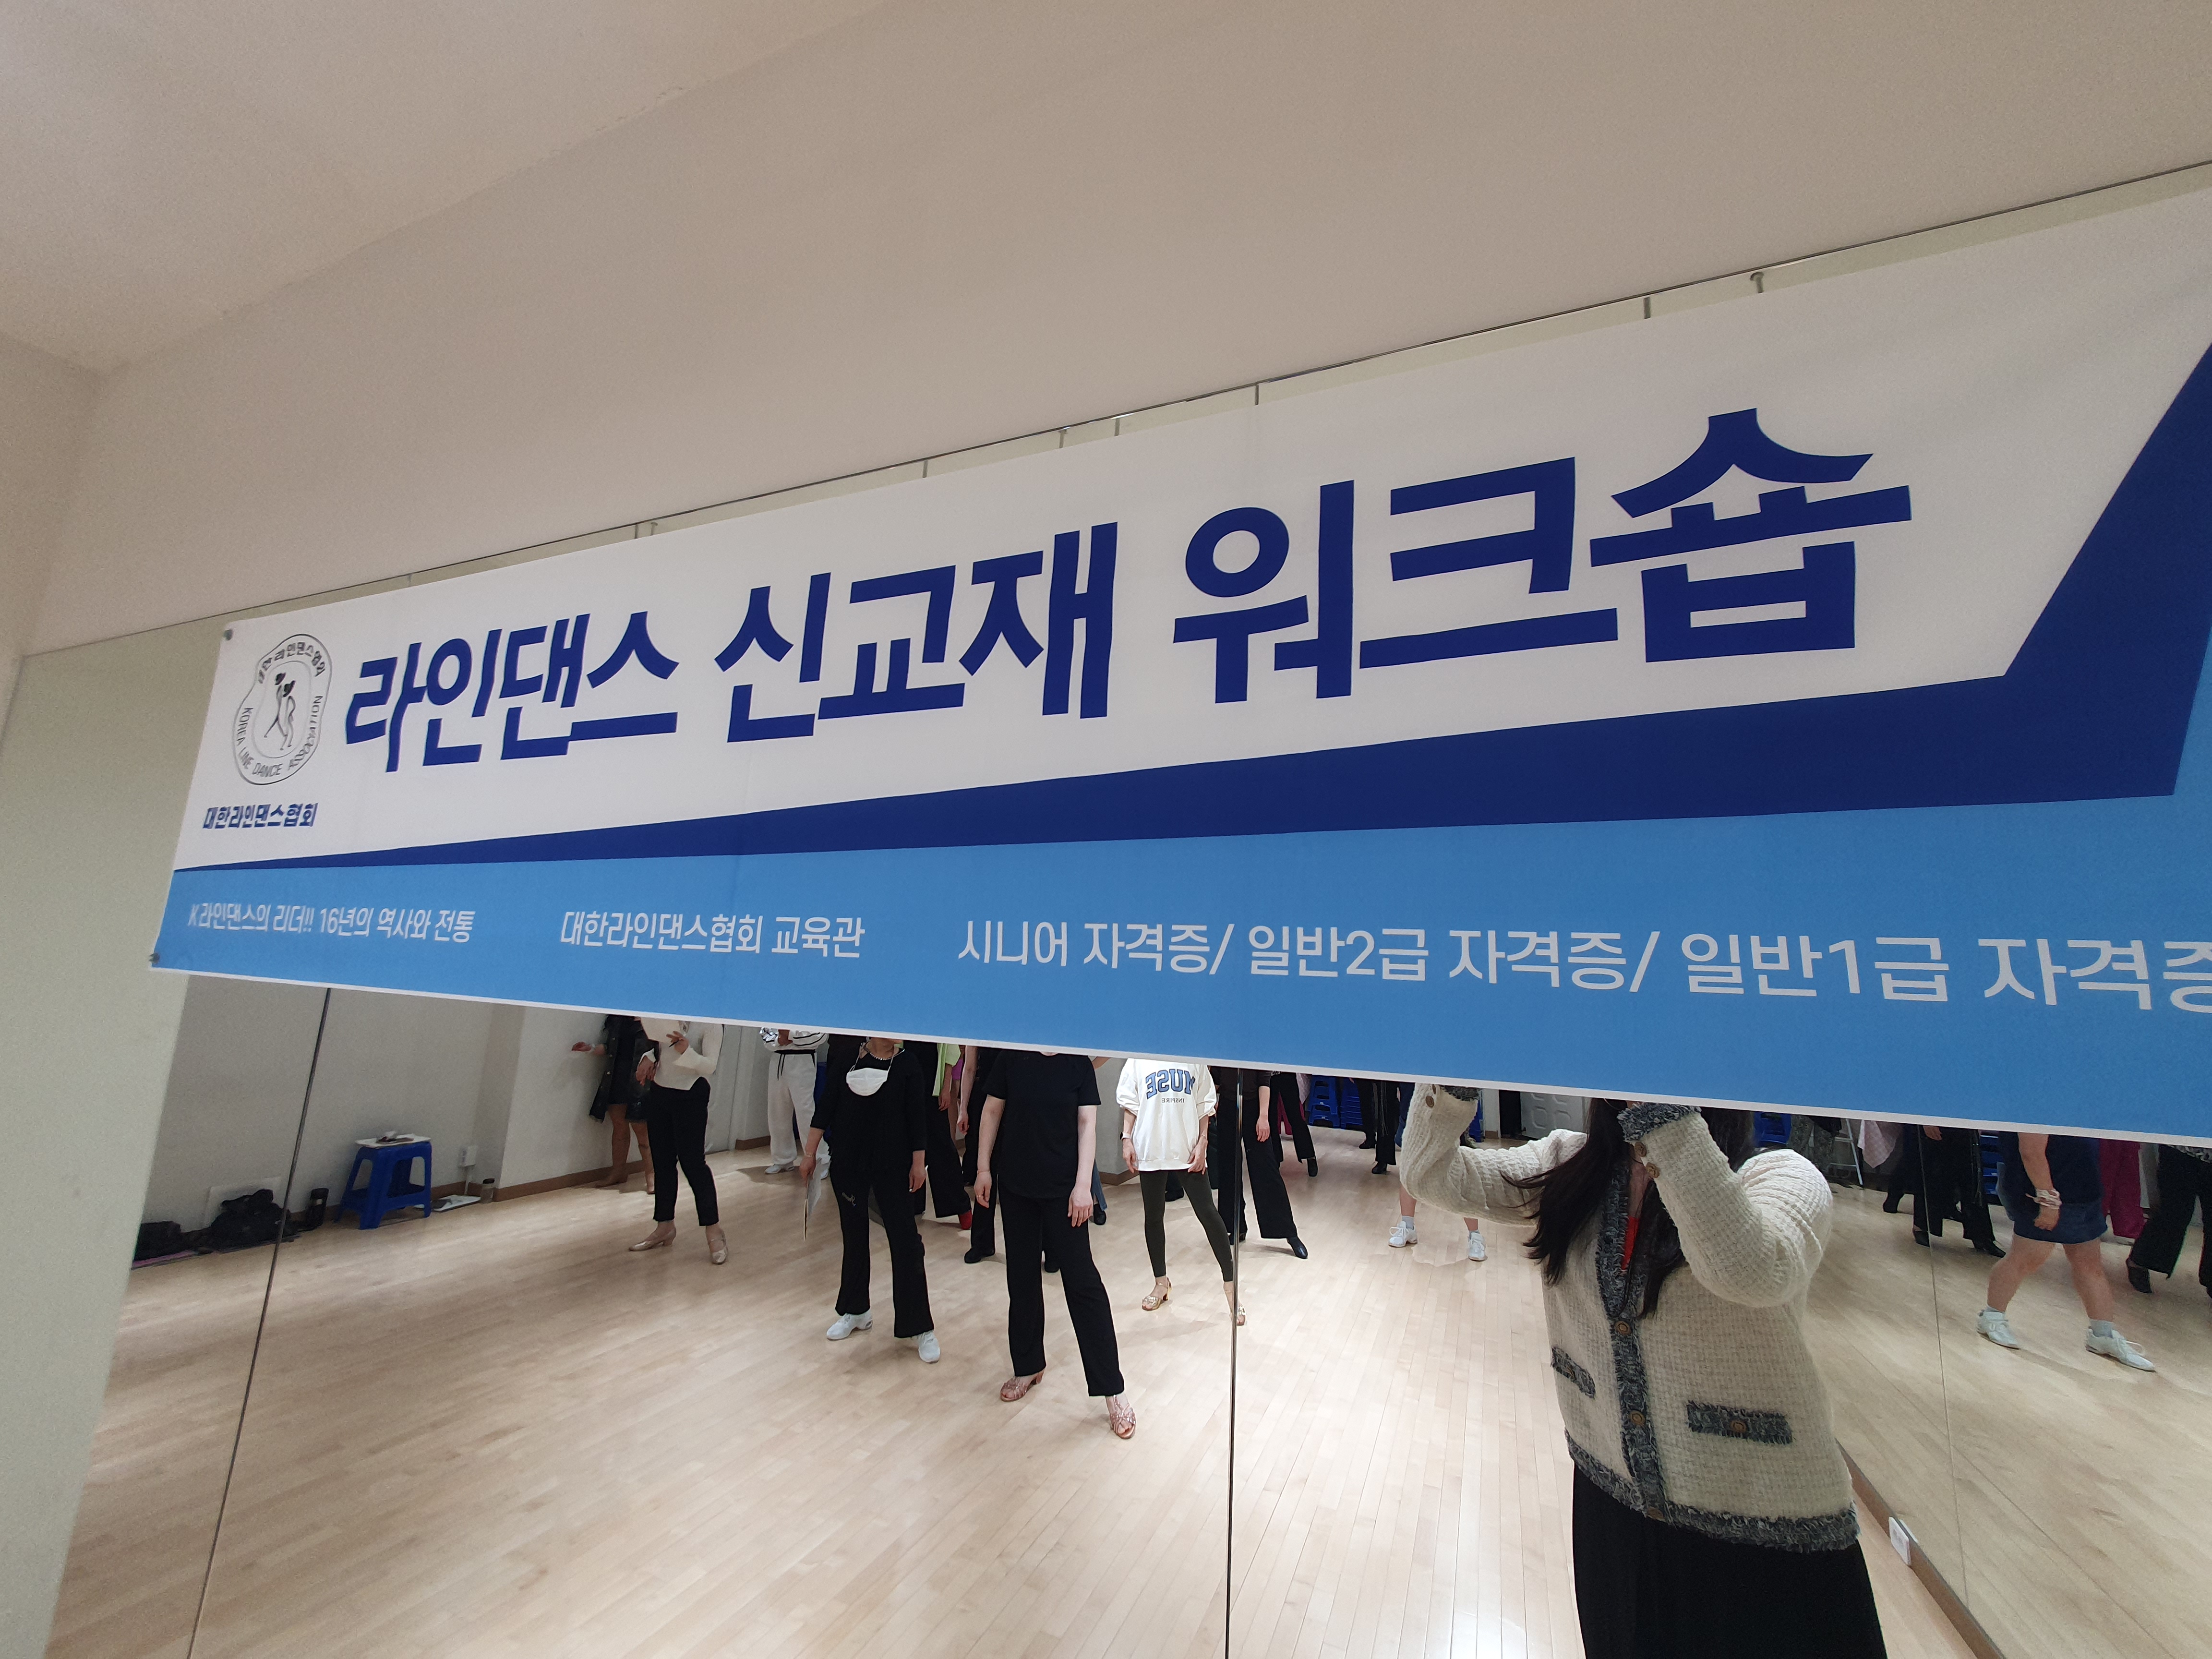 라인댄스 신교재 워크숍
대한라인댄스협회
KOREA LINE DANCE ASSOCIATION
대한라인댄스협회
K라인댄스의 리더!! 16년의 역사와 전통 대한라인댄스협회 교육관 시니어 자격증/ 일반2급 자격증/ 일반1급 자격증
MUSE
INSPIRE